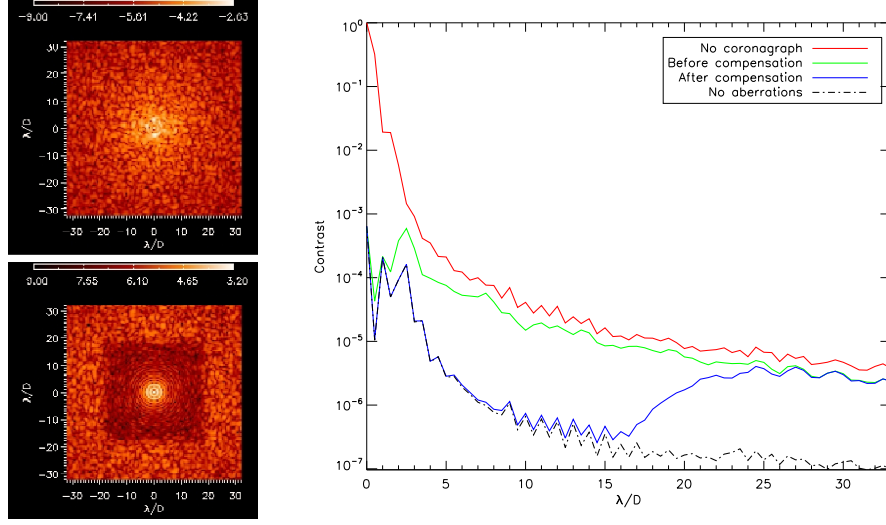 −9.00 −7.41 −5.81 −4.22 −2.03
30
20
10
0
−10
−20
−30
λ/D
−30 −20 −10 0 10 20 30
λ/D
9.00 7.55 6.10 4.65 3.20
30
20
10
0
−10
−20
−30
λ/D
−30 −20 −10 0 10 20 30
λ/D
10⁰
10⁻¹
10⁻²
10⁻³
10⁻⁴
10⁻⁵
10⁻⁶
10⁻⁷
Contrast
No coronagraph
Before compensation
After compensation
No aberrations
0 5 10 15 20 25 30
λ/D